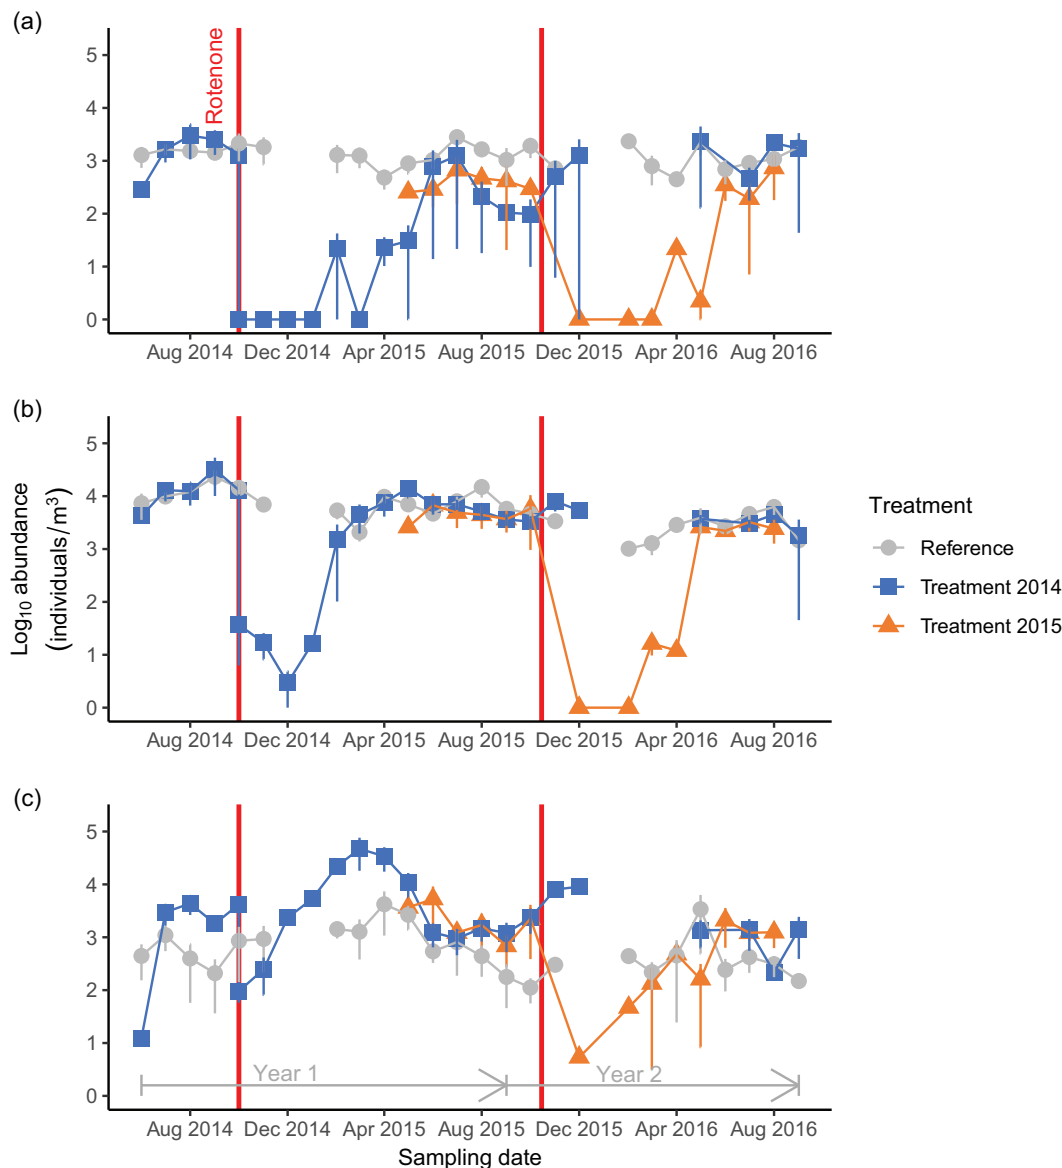 (a)
5
4
3
2
1
0
Rotenone
Aug 2014 Dec 2014 Apr 2015 Aug 2015 Dec 2015 Apr 2016 Aug 2016
(b)
5
4
3
2
1
0
Log10 abundance
(individuals/m³)
Aug 2014 Dec 2014 Apr 2015 Aug 2015 Dec 2015 Apr 2016 Aug 2016
Treatment
Reference
Treatment 2014
Treatment 2015
(c)
5
4
3
2
1
0
Year 1 Year 2
Aug 2014 Dec 2014 Apr 2015 Aug 2015 Dec 2015 Apr 2016 Aug 2016
Sampling date